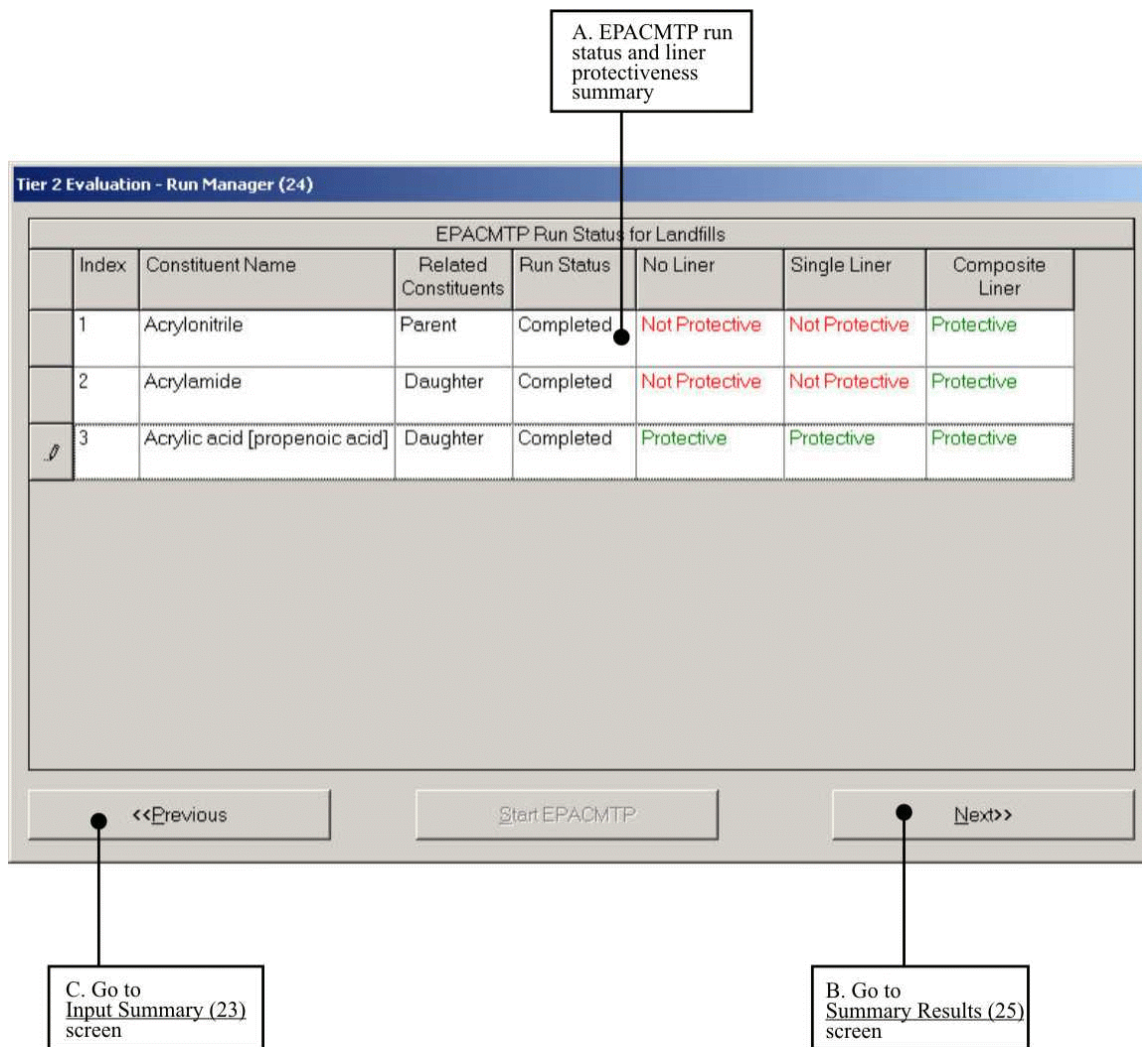 A. EPACMTP run
status and liner
protectiveness
summary
Tier 2 Evaluation - Run Manager (24)
EPACMTP Run Status for Landfills
Index Constituent Name Related Constituents Run Status No Liner Single Liner Composite Liner
1 Acrylonitrile Parent Completed Not Protective Not Protective Protective
2 Acrylamide Daughter Completed Not Protective Not Protective Protective
3 Acrylic acid [propenoic acid] Daughter Completed Protective Protective Protective
<<Previous Start EPACMTP Next>>
C. Go to
Input Summary (23)
screen
B. Go to
Summary Results (25)
screen